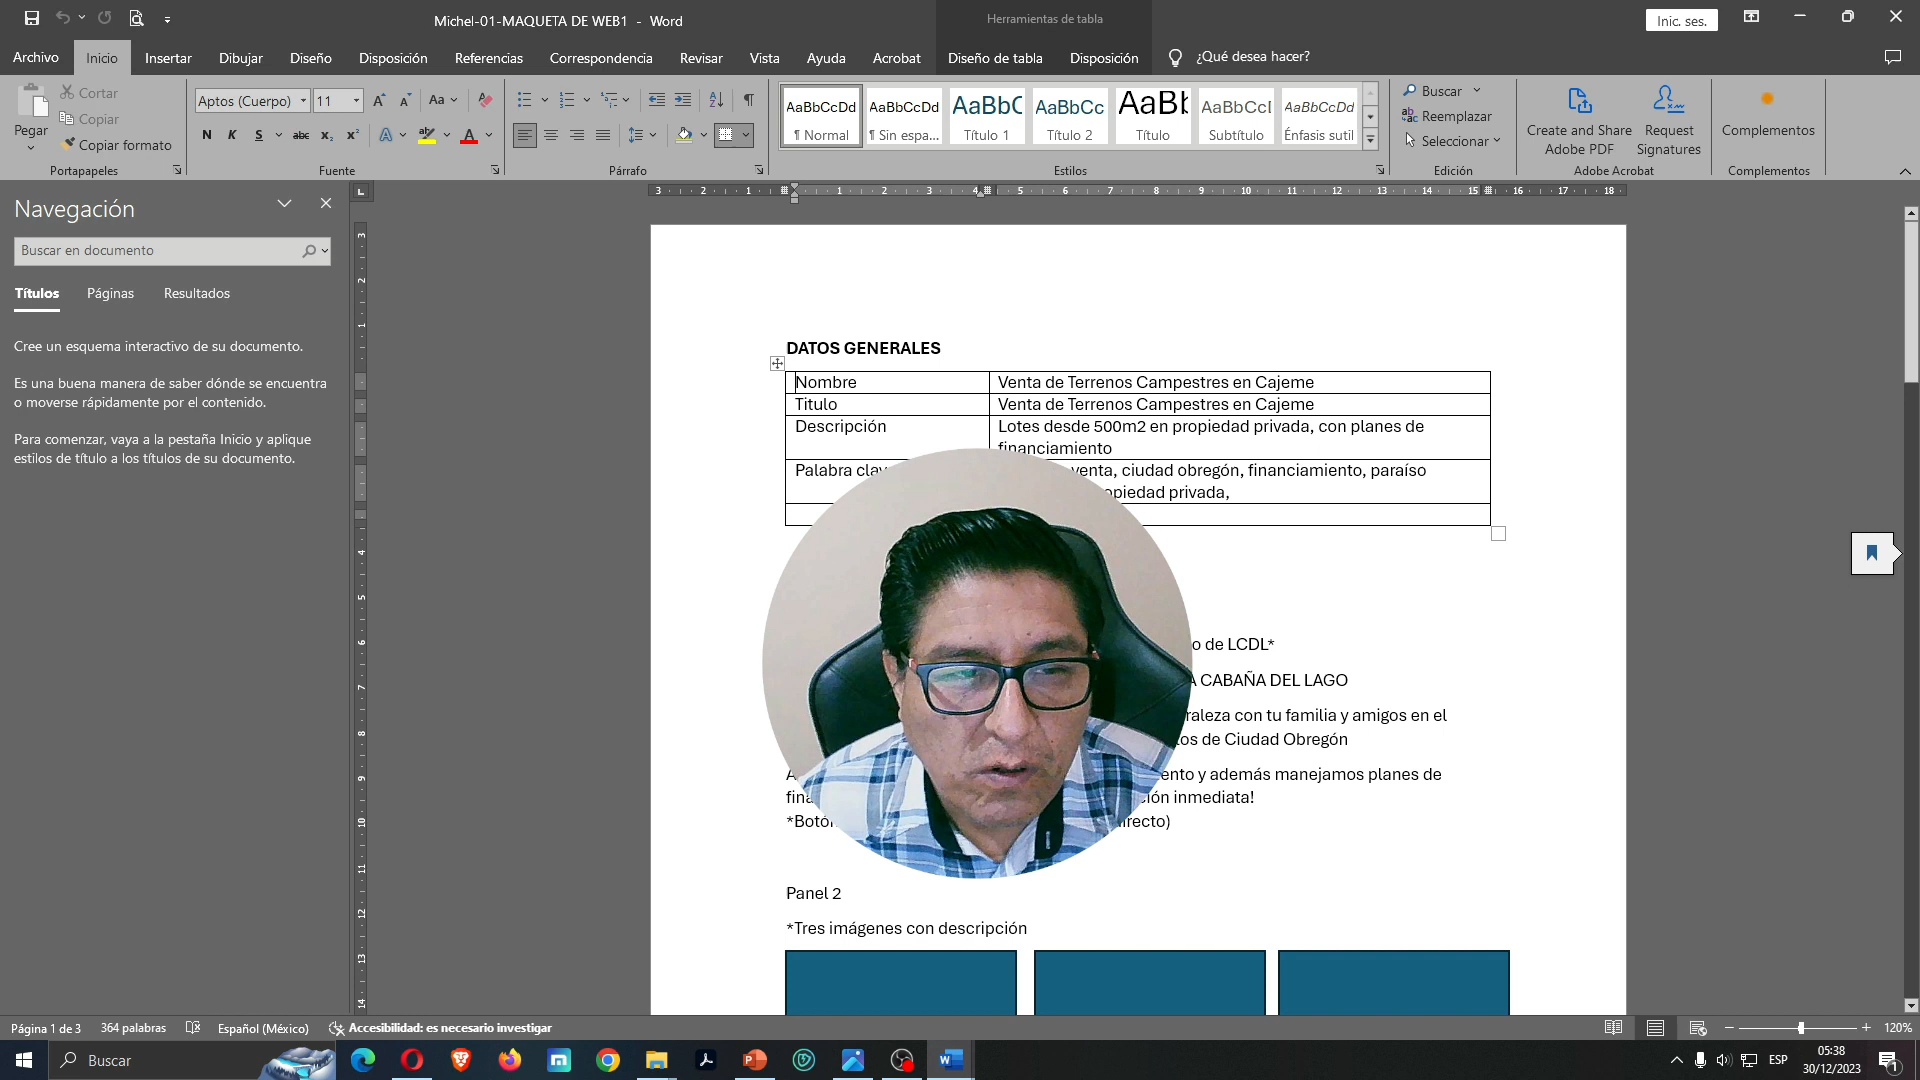 Michel-01-MAQUETA DE WEB1 - Word
Herramientas de tabla
Inic. ses.
Archivo
Inicio
Insertar
Dibujar
Diseño
Disposición
Referencias
Correspondencia
Revisar
Vista
Ayuda
Acrobat
Diseño de tabla
Disposición
¿Qué desea hacer?
Pegar
Cortar
Copiar
Copiar formato
Portapapeles
Aptos (Cuerpo)
11
Fuente
Párrafo
AaBbCcDd
¶ Normal
AaBbCcDd
¶ Sin espa...
AaBbC
Título 1
AaBbCc
Título 2
AaBb
Título
AaBbCcD
Subtítulo
AaBbCcDd
Énfasis sutil
Estilos
Buscar
Reemplazar
Seleccionar
Edición
Create and Share
Adobe PDF
Request
Signatures
Adobe Acrobat
Complementos
Complementos
Navegación
Buscar en documento
Títulos
Páginas
Resultados
Cree un esquema interactivo de su documento.
Es una buena manera de saber dónde se encuentra
o moverse rápidamente por el contenido.
Para comenzar, vaya a la pestaña Inicio y aplique
estilos de título a los títulos de su documento.
DATOS GENERALES
Nombre
Venta de Terrenos Campestres en Cajeme
Titulo
Venta de Terrenos Campestres en Cajeme
Descripción
Lotes desde 500m2 en propiedad privada, con planes de
financiamiento
Palabra
venta, ciudad obregón, financiamiento, paraíso
privada,
o de LCDL*
CABAÑA DEL LAGO
con tu familia y amigos en el
de Ciudad Obregón
y además manejamos planes de
inmediata!
Panel 2
*Tres imágenes con descripción
Página 1 de 3
364 palabras
Español (México)
Accesibilidad: es necesario investigar
120%
Buscar
ESP
05:38
30/12/2023